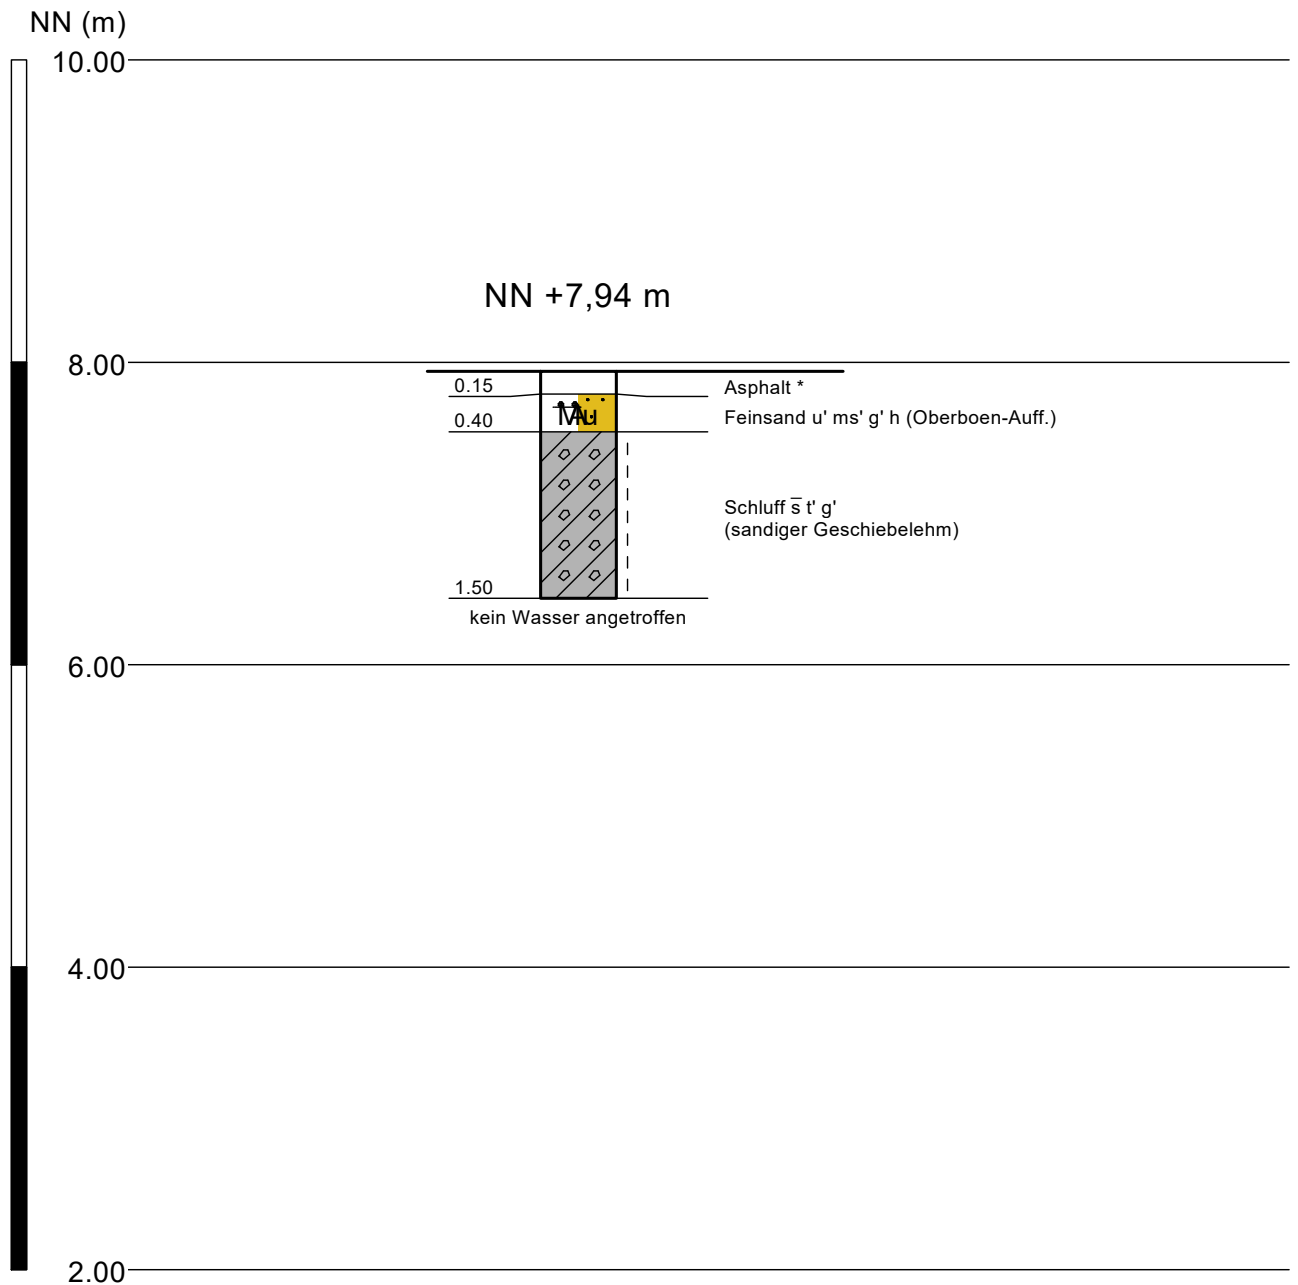 NN (m)
10.00
NN +7,94 m
8.00
0.15
Asphalt *
0.40
Feinsand u' ms' g' h (Oberboen-Auff.)
Schluff s̅ t' g'
(sandiger Geschiebelehm)
1.50
kein Wasser angetroffen
6.00
4.00
2.00